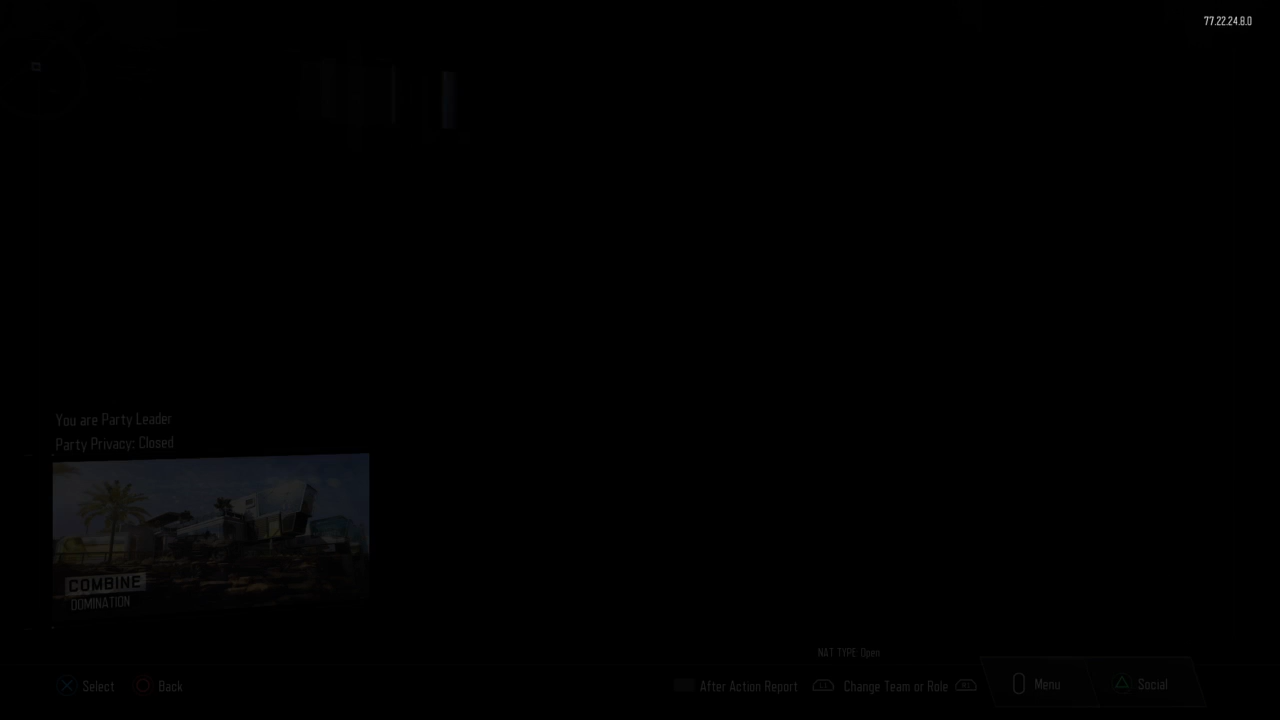 77.22.24.8.0
You are Party Leader
Party Privacy: Closed
COMBINE
DOMINATION
NAT TYPE: Open
Select Back After Action Report L3 Change Team or Role Menu Social